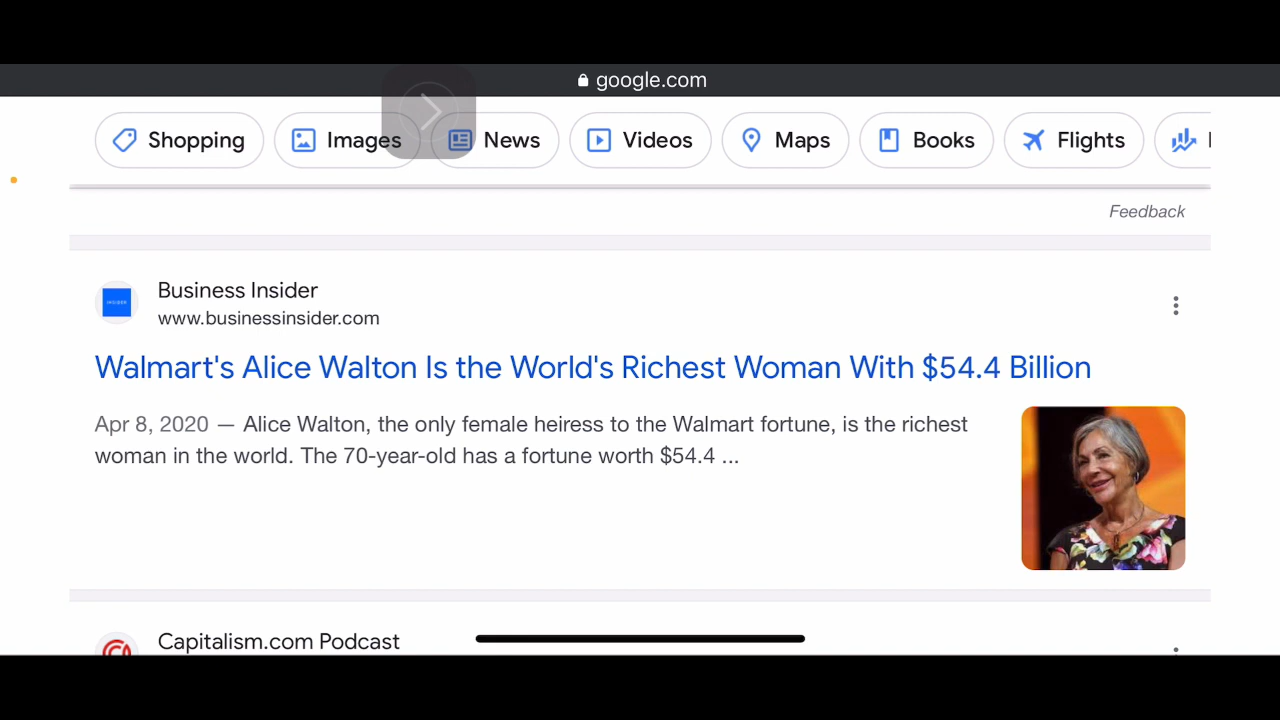 google.com
Shopping Images News Videos Maps Books Flights
Feedback
Business Insider
www.businessinsider.com
Walmart's Alice Walton Is the World's Richest Woman With $54.4 Billion
Apr 8, 2020 — Alice Walton, the only female heiress to the Walmart fortune, is the richest
woman in the world. The 70-year-old has a fortune worth $54.4 ...
Capitalism.com Podcast